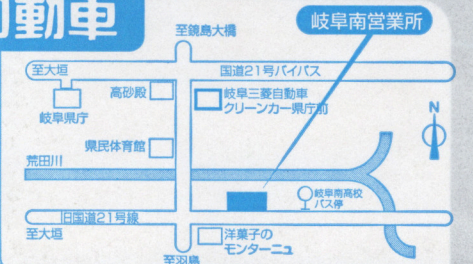 動車
岐阜南営業所
至鏡島大橋
至大垣
国道21号バイパス
高砂殿
岐阜三菱自動車
クリーンカー県庁前
岐阜県庁
N
県民体育館
荒田川
岐阜南高校
バス停
旧国道21号線
至大垣
洋菓子の
モンターニュ
至羽島